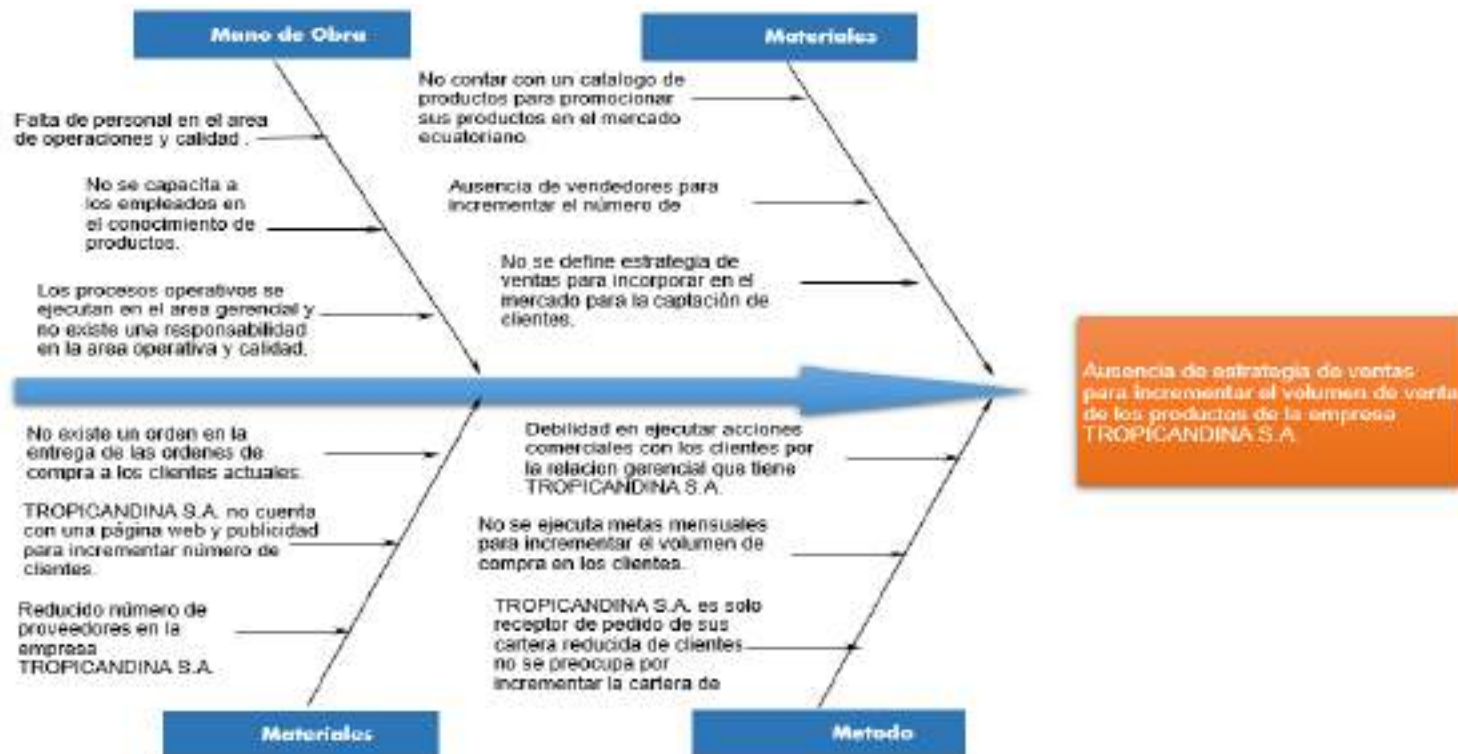 Mano de Obra
Materiales
Falta de personal en el area
de operaciones y calidad .
No se capacita a
los empleados en
el conocimiento de
productos.
Los procesos operativos se
ejecutan en el area gerencial y
no existe una responsabilidad
en la area operativa y calidad.
No contar con un catalogo de
productos para promocionar
sus productos en el mercado
ecuatoriano.
Ausencia de vendedores para
incrementar el número de
No se define estrategia de
ventas para incorporar en el
mercado para la captación de
clientes.
Ausencia de estrategia de ventas
para incrementar el volumen de venta
de los productos de la empresa
TROPICANDINA S.A
No existe un orden en la
entrega de las ordenes de
compra a los clientes actuales.
TROPICANDINA S.A. no cuenta
con una página web y publicidad
para incrementar número de
clientes.
Reducido número de
proveedores en la
empresa
TROPICANDINA S.A.
Debilidad en ejecutar acciones
comerciales con los clientes por
la relacion gerencial que tiene
TROPICANDINA S.A.
No se ejecuta metas mensuales
para incrementar el volumen de
compra en los clientes.
TROPICANDINA S.A. es solo
receptor de pedido de sus
cartera reducida de clientes
no se preocupa por
incrementar la cartera de
Materiales
Metodo